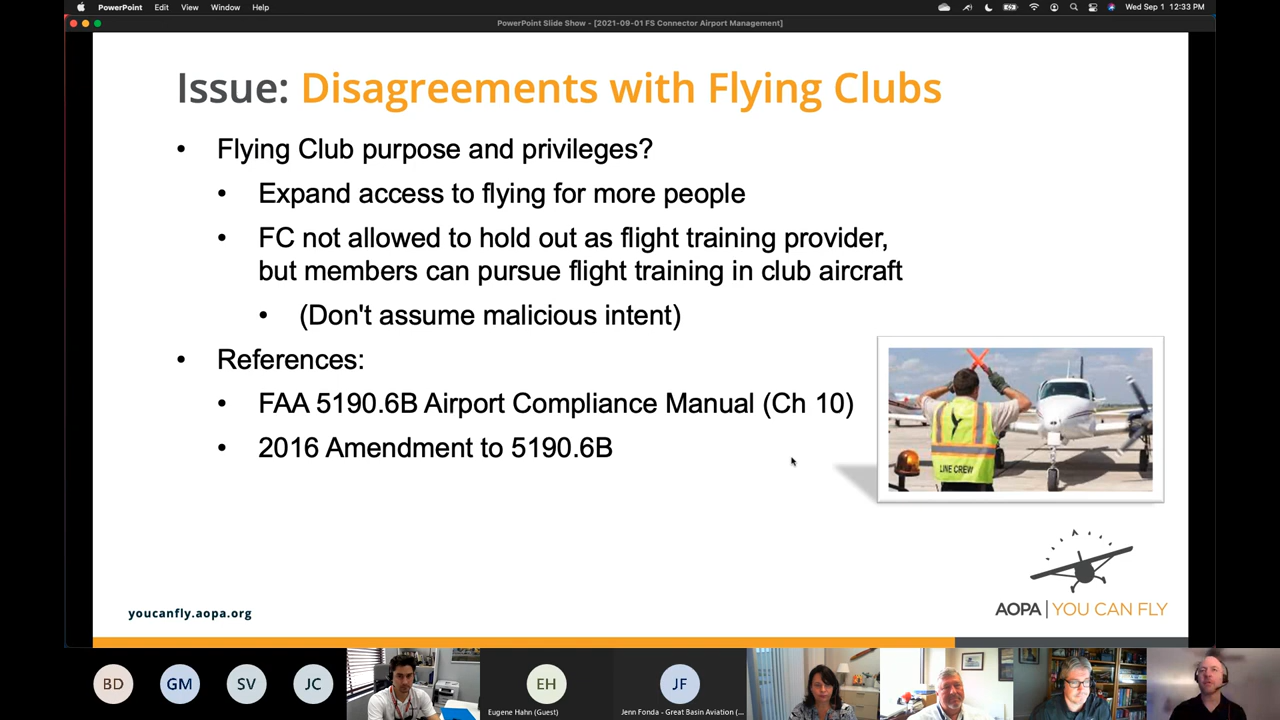 PowerPoint File Edit View Window Help
Wed Sep 1 12:33 PM
PowerPoint Slide Show - [2021-09-01 FS Connector Airport Management]
Issue: Disagreements with Flying Clubs
• Flying Club purpose and privileges?
• Expand access to flying for more people
• FC not allowed to hold out as flight training provider,
but members can pursue flight training in club aircraft
• (Don't assume malicious intent)
• References:
• FAA 5190.6B Airport Compliance Manual (Ch 10)
• 2016 Amendment to 5190.6B
LINE CREW
AOPA | YOU CAN FLY
youcanfly.aopa.org
BD GM SV JC EH JF
Eugene Hahn (Guest)
Jenn Fonda - Great Basin Aviation (...